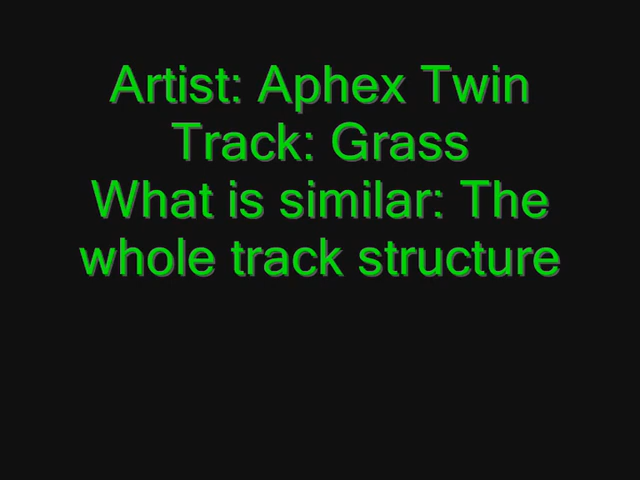 Artist: Aphex Twin
Track: Grass
What is similar: The
whole track structure